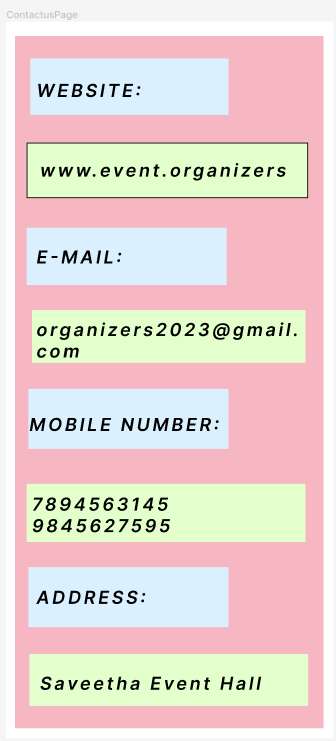 ContactusPage
WEBSITE:
www.event.organizers
E-MAIL:
organizers2023@gmail.
com
MOBILE NUMBER:
7894563145
9845627595
ADDRESS:
Saveetha Event Hall